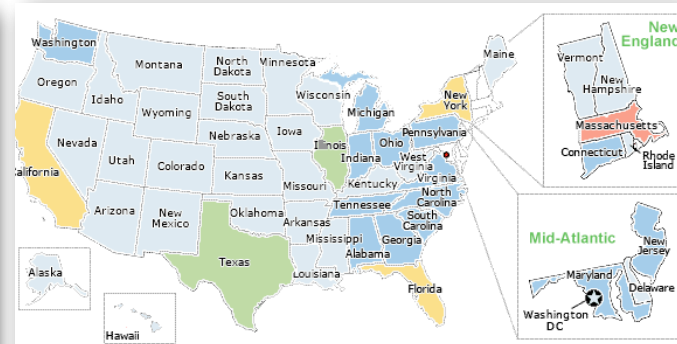 Washington
Montana
North
Dakota
Minnesota
Maine
New
England
Vermont
New
Hampshire
Massachusetts
Connecticut
Rhode
Island
Oregon
Idaho
Wyoming
South
Dakota
Wisconsin
Michigan
New
York
Nevada
Utah
Colorado
Nebraska
Iowa
Illinois
Indiana
Ohio
Pennsylvania
alifornia
Kansas
Missouri
Kentucky
West
Virginia
Virginia
Arizona
New
Mexico
Oklahoma
Arkansas
Tennessee
North
Carolina
South
Carolina
Texas
Mississippi
Louisiana
Alabama
Georgia
Florida
Alaska
Hawaii
Mid-Atlantic
New
Jersey
Maryland
Delaware
Washington
DC